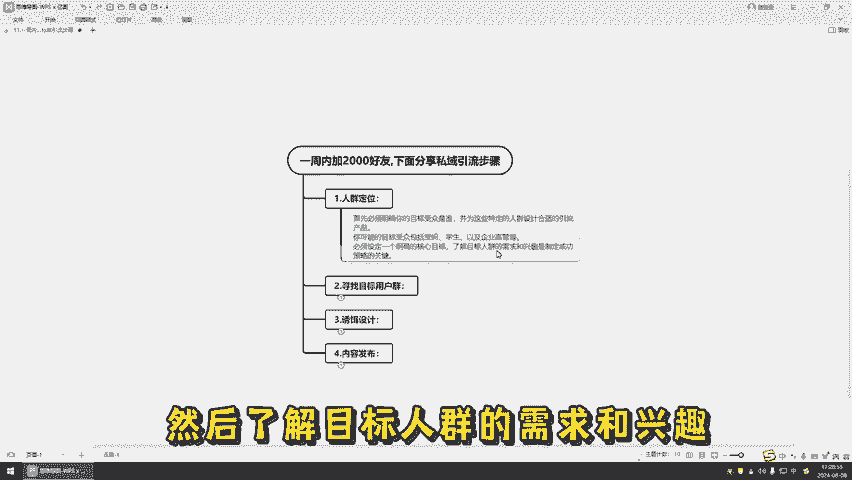 文件
开始
一周内加2000好友,下面分享私域引流步骤
1.人群定位:
首先必须明确你的目标受众是谁,并为这些特定的人群设计合适的引流
产品。
你可能的目标受众包括宝妈、学生、以及企业高管等。
必须设定一个明确的核心目标。了解目标人群的需求和兴趣是制定成功
策略的关键。
2.寻找目标用户群:
3.诱饵设计:
4.内容发布:
然后了解目标人群的需求和兴趣
页面-1